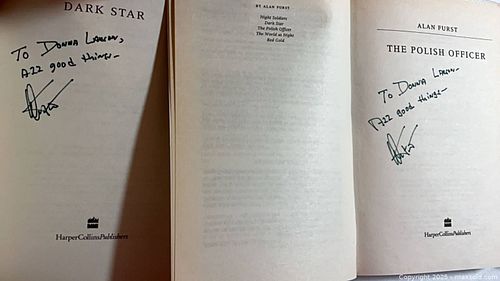 DARK STAR
To Donna Larson,
All good things-
HarperCollinsPublishers
BY ALAN FURST
Night Soldiers
Dark Star
The Polish Officer
The World at Night
Red Gold
ALAN FURST
THE POLISH OFFICER
To Donna Larson-
All good things-
HarperCollinsPublishers
Copyright 2025 - maxsold.com